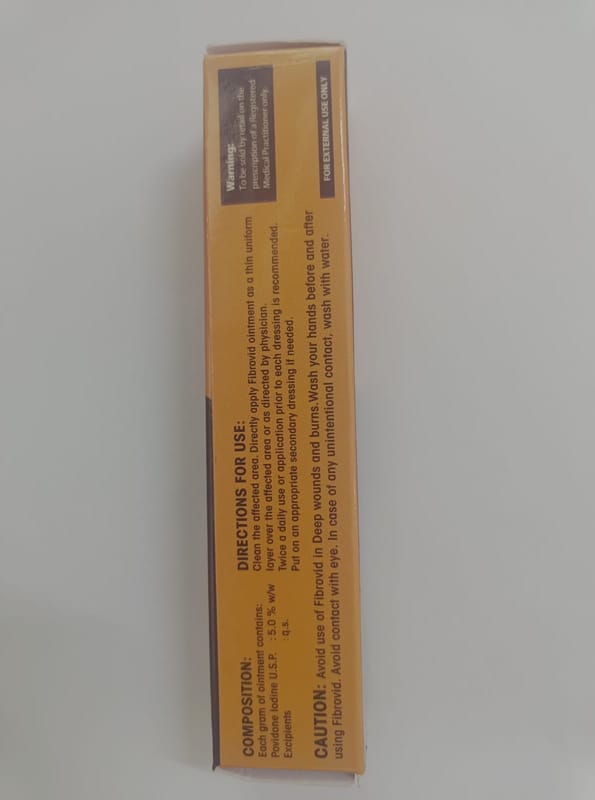 COMPOSITION:
Each gram of ointment contains:
Povidone Iodine U.S.P. : 5.0 % w/w
Excipients : q.s.
DIRECTIONS FOR USE:
Clean the affected area. Directly apply Fibrovid ointment as a thin uniform
layer over the affected area or as directed by physician.
Twice a daily use or application prior to each dressing is recommended.
Put on an appropriate secondary dressing if needed.
Warning:
To be sold by retail on the
prescription of a Registered
Medical Practitioner only.
CAUTION: Avoid use of Fibrovid in Deep wounds and burns.Wash your hands before and after
using Fibrovid. Avoid contact with eye. In case of any unintentional contact, wash with water.
FOR EXTERNAL USE ONLY